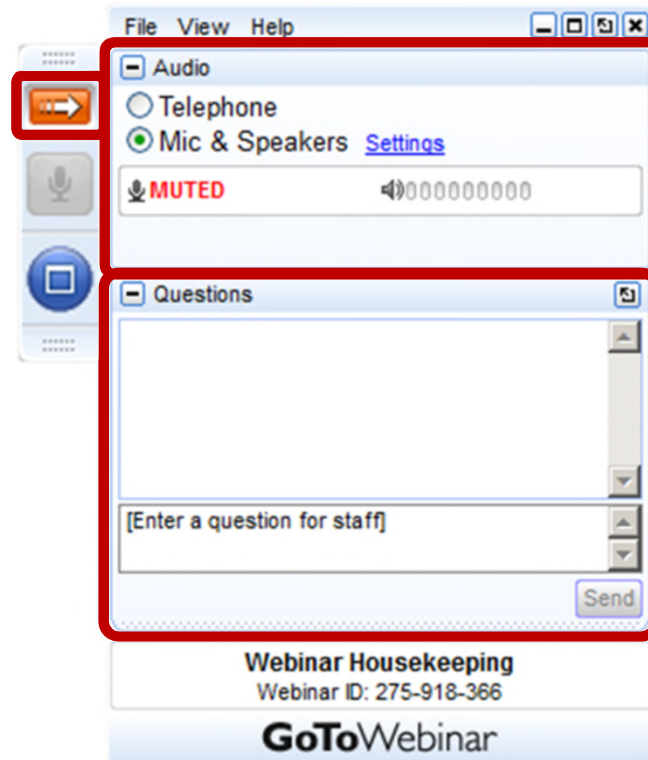 File View Help
Audio
Telephone
Mic & Speakers Settings
MUTED 000000000
Questions
[Enter a question for staff]
Send
Webinar Housekeeping
Webinar ID: 275-918-366
GoToWebinar